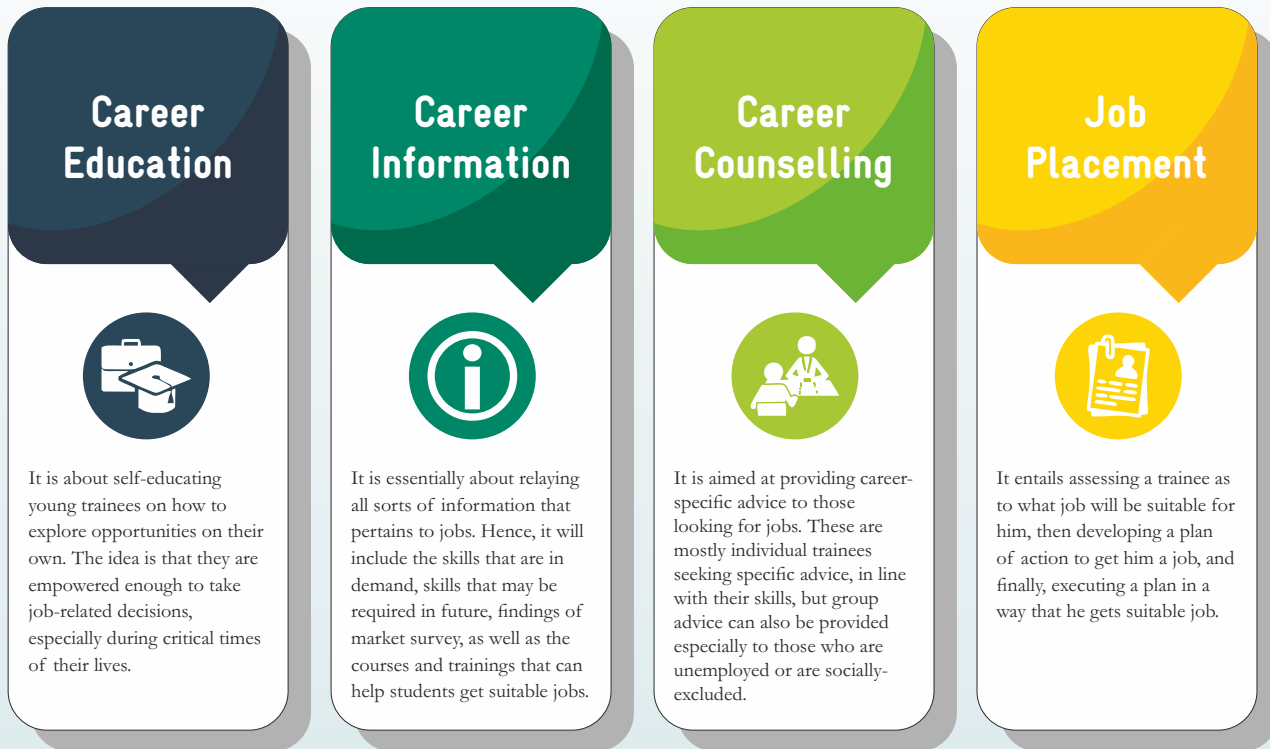 Career
Education
It is about self-educating
young trainees on how to
explore opportunities on their
own. The idea is that they are
empowered enough to take
job-related decisions,
especially during critical times
of their lives.
Career
Information
It is essentially about relaying
all sorts of information that
pertains to jobs. Hence, it will
include the skills that are in
demand, skills that may be
required in future, findings of
market survey, as well as the
courses and trainings that can
help students get suitable jobs.
Career
Counselling
It is aimed at providing career-
specific advice to those
looking for jobs. These are
mostly individual trainees
seeking specific advice, in line
with their skills, but group
advice can also be provided
especially to those who are
unemployed or are socially-
excluded.
Job
Placement
It entails assessing a trainee as
to what job will be suitable for
him, then developing a plan
of action to get him a job, and
finally, executing a plan in a
way that he gets suitable job.